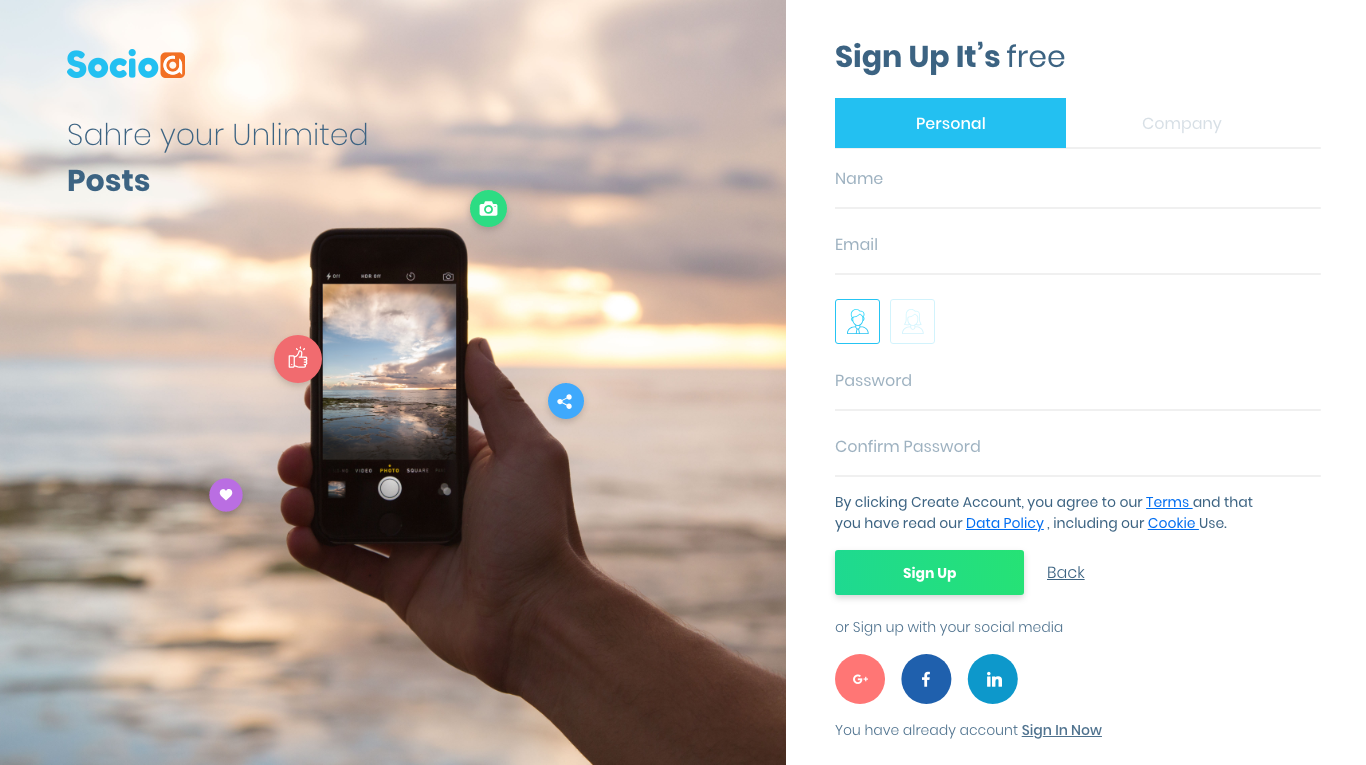 Socio a
Sahre your Unlimited
Posts
HDR OFF
VIDEO PHOTO SQUARE
Sign Up It’s free
Personal Company
Name
Email
Password
Confirm Password
By clicking Create Account, you agree to our Terms and that
you have read our Data Policy , including our Cookie Use.
Sign Up Back
or Sign up with your social media
G+ f in
You have already account Sign In Now